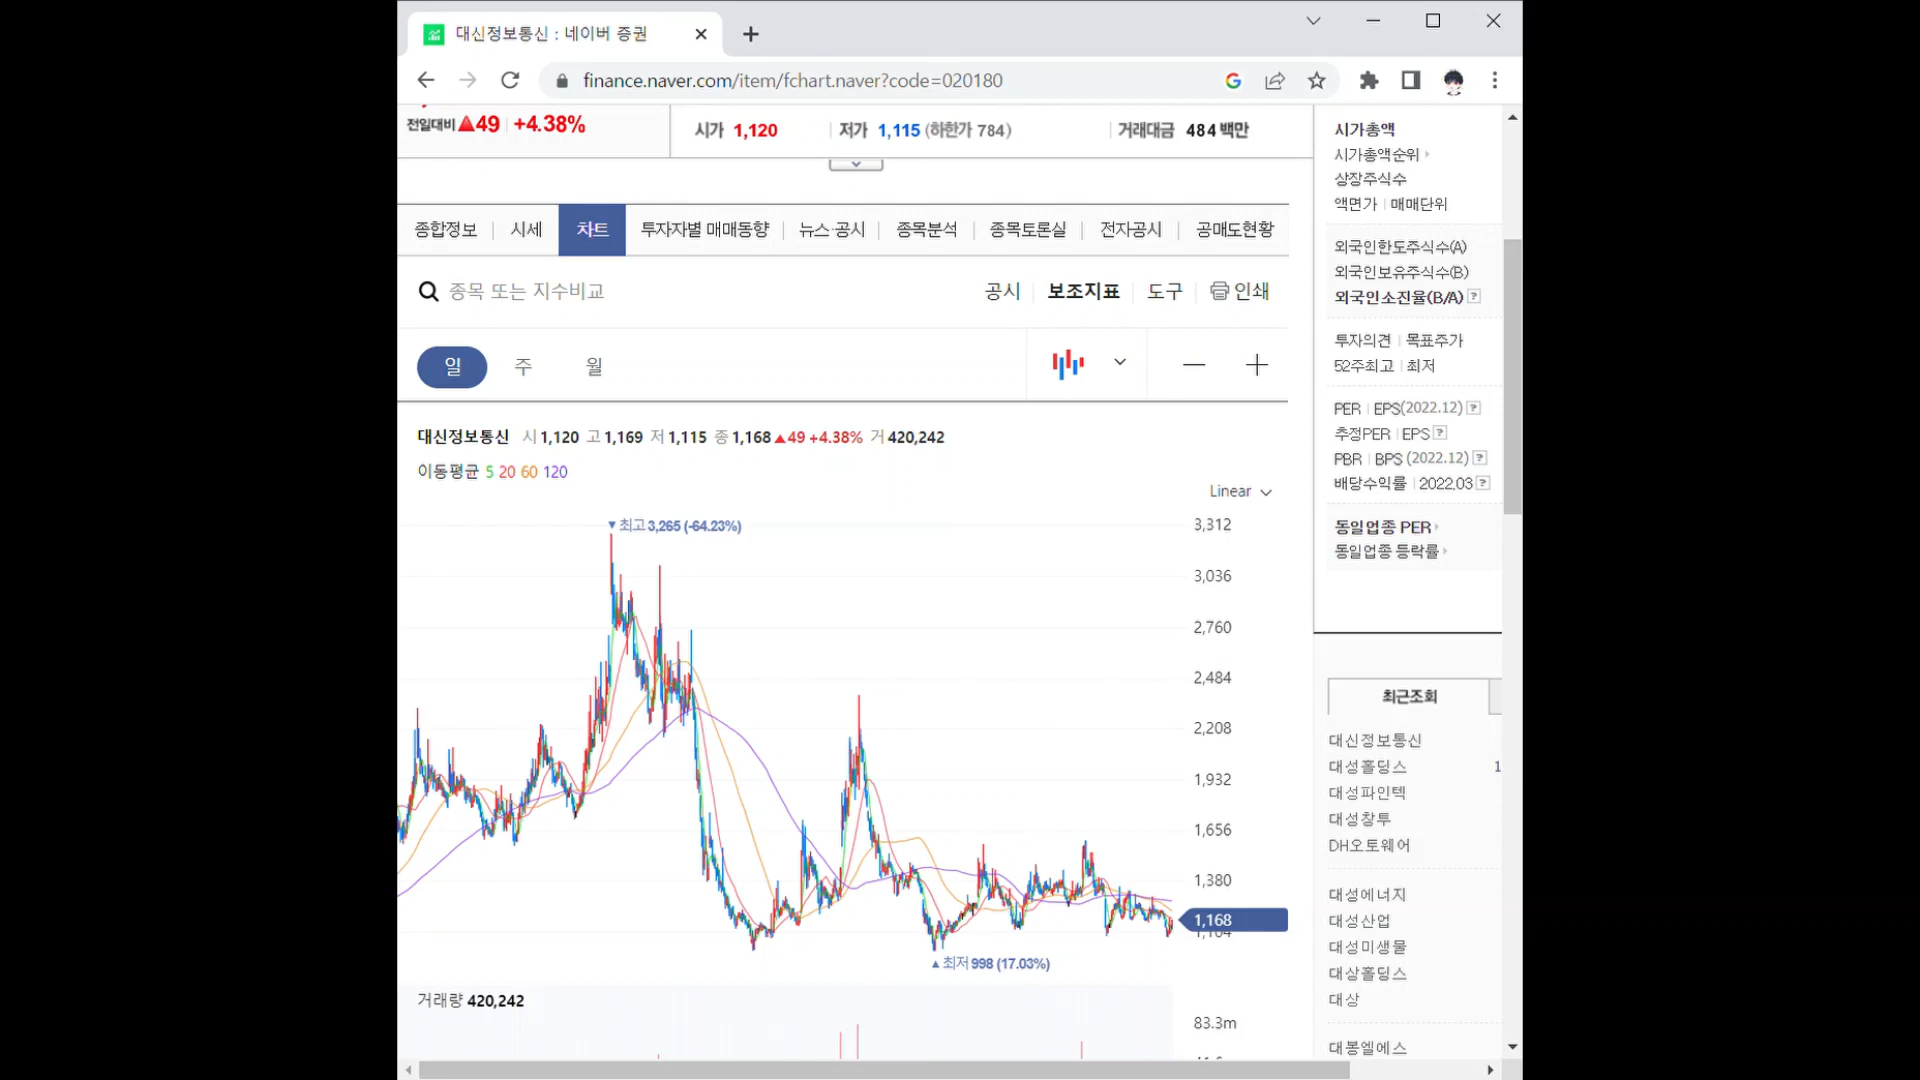 대신정보통신 : 네이버 증권
finance.naver.com/item/fchart.naver?code=020180
전일대비 ▲49 +4.38%
시가 1,120 저가 1,115 (하한가 784) 거래대금 484 백만
종합정보 시세 차트 투자자별 매매동향 뉴스·공시 종목분석 종목토론실 전자공시 공매도현황
종목 또는 지수비교 공시 보조지표 도구 인쇄
일 주 월
대신정보통신 시 1,120 고 1,169 저 1,115 종 1,168 ▲49 +4.38% 거 420,242
이동평균 5 20 60 120
Linear
▼최고 3,265 (-64.23%)
3,312
3,036
2,760
2,484
2,208
1,932
1,656
1,380
1,168
1,104
▲최저 998 (17.03%)
거래량 420,242
83.3m
시가총액
시가총액순위
상장주식수
액면가 매매단위
외국인한도주식수(A)
외국인보유주식수(B)
외국인소진율(B/A) ?
투자의견 목표주가
52주최고 최저
PER EPS(2022.12) ?
추정PER EPS ?
PBR BPS (2022.12) ?
배당수익률 2022.03 ?
동일업종 PER
동일업종 등락률
최근조회
대신정보통신
대성홀딩스 1
대성파인텍
대성창투
DH오토웨어
대성에너지
대성산업
대성미생물
대상홀딩스
대상
대봉엘에스